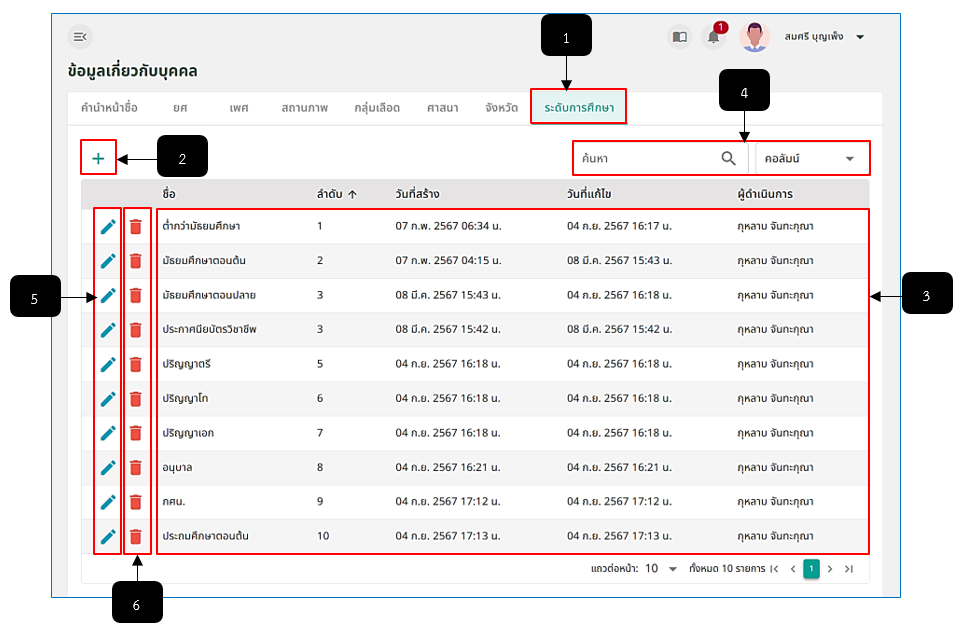 1
1
สมศรี บุญเพ็ง
ข้อมูลเกี่ยวกับบุคคล
4
คำนำหน้าชื่อ ยศ เพศ สถานภาพ กลุ่มเลือด ศาสนา จังหวัด ระดับการศึกษา
+ 2 ค้นหา คอลัมน์
ชื่อ ลำดับ ↑ วันที่สร้าง วันที่แก้ไข ผู้ดำเนินการ
ต่ำกว่ามัธยมศึกษา 1 07 ก.พ. 2567 06:34 น. 04 ก.ย. 2567 16:17 น. กุหลาบ จันทะกุณา
มัธยมศึกษาตอนต้น 2 07 ก.พ. 2567 04:15 น. 08 มี.ค. 2567 15:43 น. กุหลาบ จันทะกุณา
5 มัธยมศึกษาตอนปลาย 3 08 มี.ค. 2567 15:43 น. 04 ก.ย. 2567 16:18 น. กุหลาบ จันทะกุณา 3
ประกาศนียบัตรวิชาชีพ 3 08 มี.ค. 2567 15:42 น. 08 มี.ค. 2567 15:42 น. กุหลาบ จันทะกุณา
ปริญญาตรี 5 04 ก.ย. 2567 16:18 น. 04 ก.ย. 2567 16:18 น. กุหลาบ จันทะกุณา
ปริญญาโท 6 04 ก.ย. 2567 16:18 น. 04 ก.ย. 2567 16:18 น. กุหลาบ จันทะกุณา
ปริญญาเอก 7 04 ก.ย. 2567 16:18 น. 04 ก.ย. 2567 16:18 น. กุหลาบ จันทะกุณา
อนุบาล 8 04 ก.ย. 2567 16:21 น. 04 ก.ย. 2567 16:21 น. กุหลาบ จันทะกุณา
กศน. 9 04 ก.ย. 2567 17:12 น. 04 ก.ย. 2567 17:12 น. กุหลาบ จันทะกุณา
ประถมศึกษาตอนต้น 10 04 ก.ย. 2567 17:13 น. 04 ก.ย. 2567 17:13 น. กุหลาบ จันทะกุณา
แถวต่อหน้า: 10 ทั้งหมด 10 รายการ 1
6